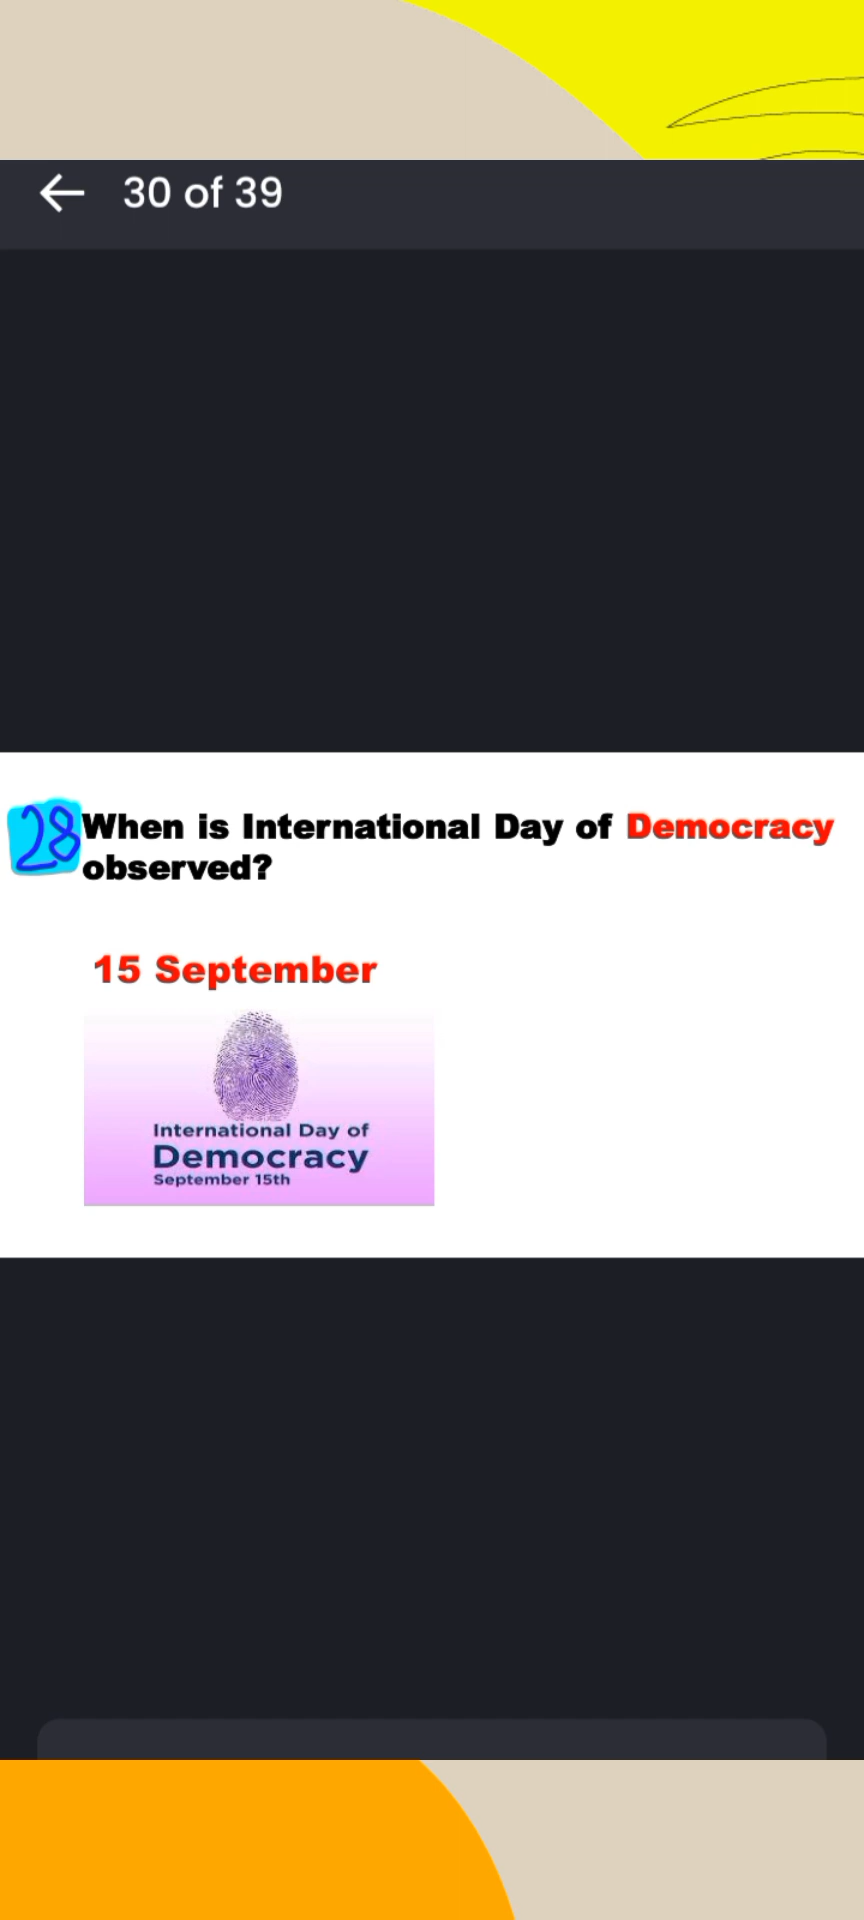 30 of 39
28 When is International Day of Democracy
observed?
15 September
International Day of
Democracy
September 15th